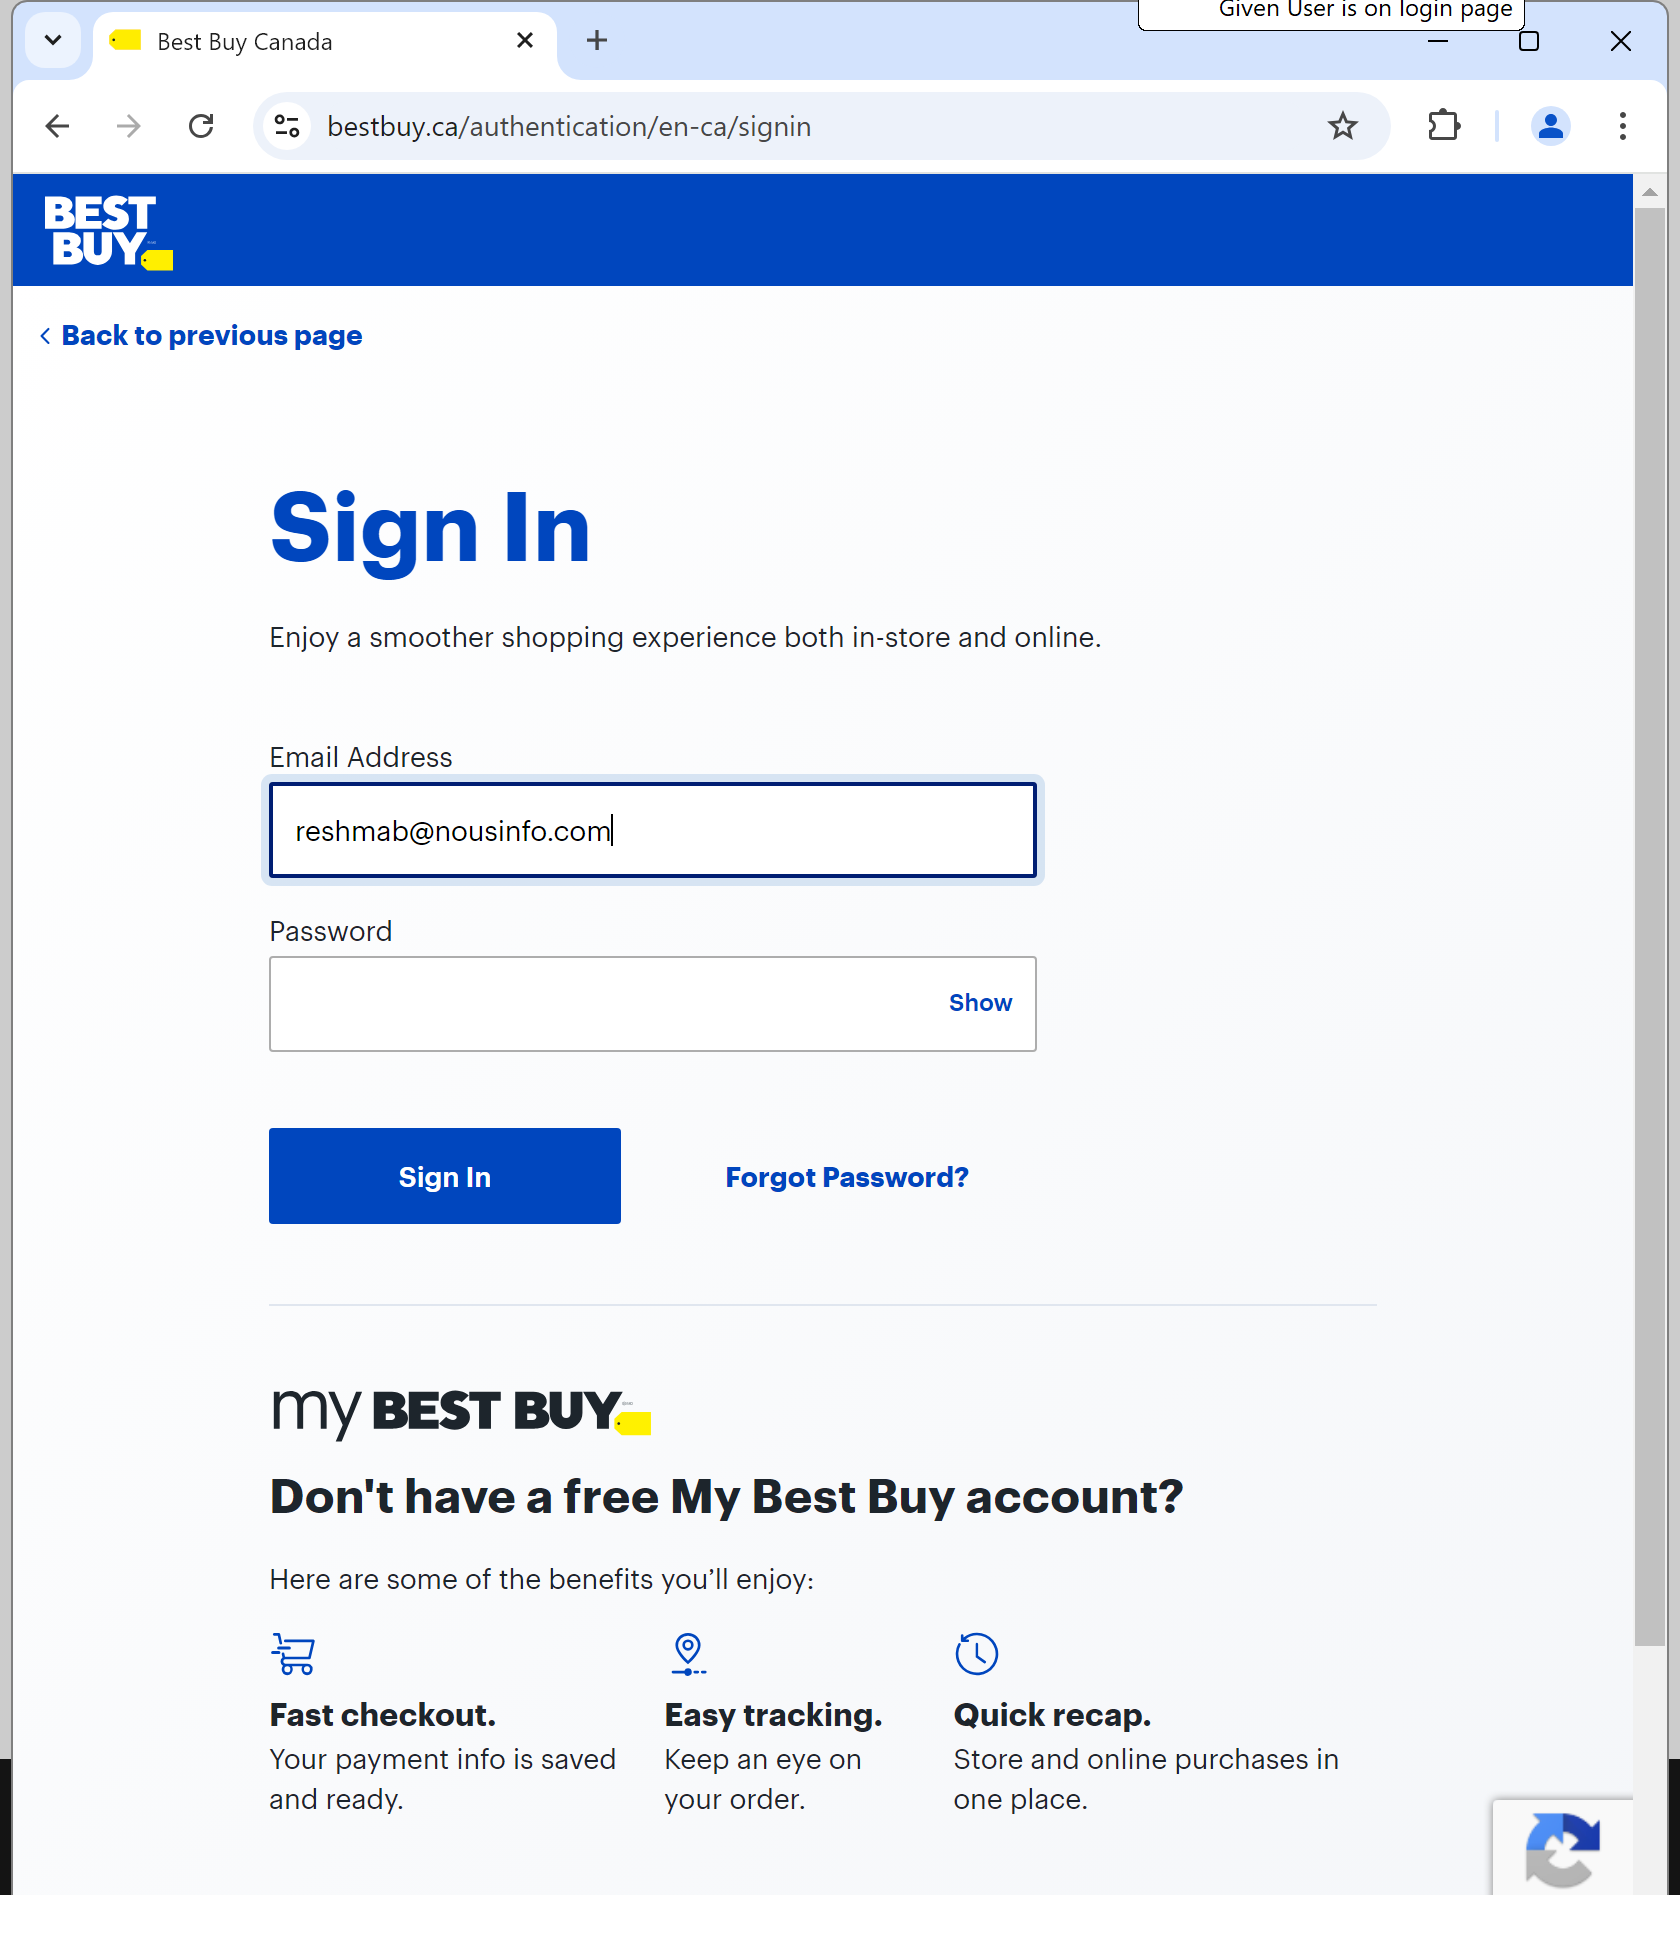 Given User is on login page
Best Buy Canada
bestbuy.ca/authentication/en-ca/signin
BEST
BUY
Back to previous page
Sign In
Enjoy a smoother shopping experience both in-store and online.
Email Address
reshmab@nousinfo.com
Password
Show
Sign In
Forgot Password?
my BEST BUY
Don't have a free My Best Buy account?
Here are some of the benefits you’ll enjoy:
Fast checkout.
Your payment info is saved
and ready.
Easy tracking.
Keep an eye on
your order.
Quick recap.
Store and online purchases in
one place.